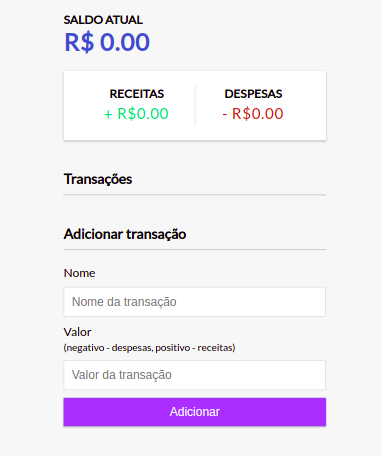 SALDO ATUAL
R$ 0.00
RECEITAS
DESPESAS
+ R$0.00
- R$0.00
Transações
Adicionar transação
Nome
Nome da transação
Valor
(negativo - despesas, positivo - receitas)
Valor da transação
Adicionar